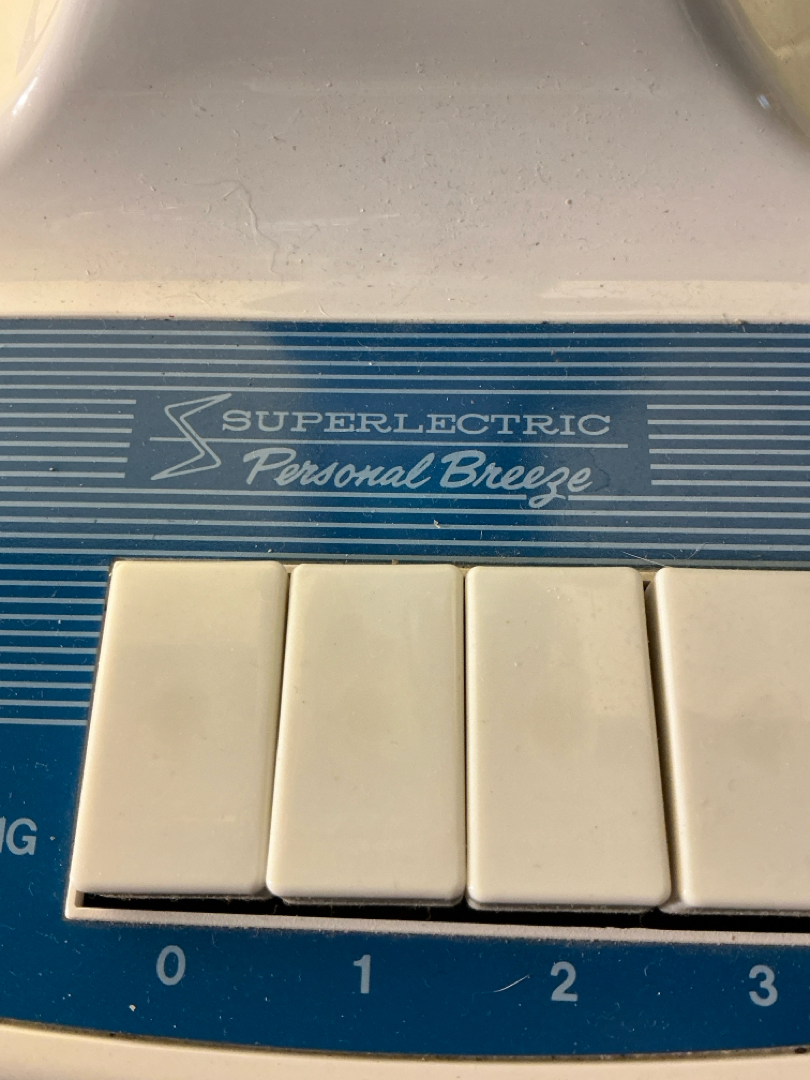 SUPERLECTRIC
Personal Breeze
0 1 2 3